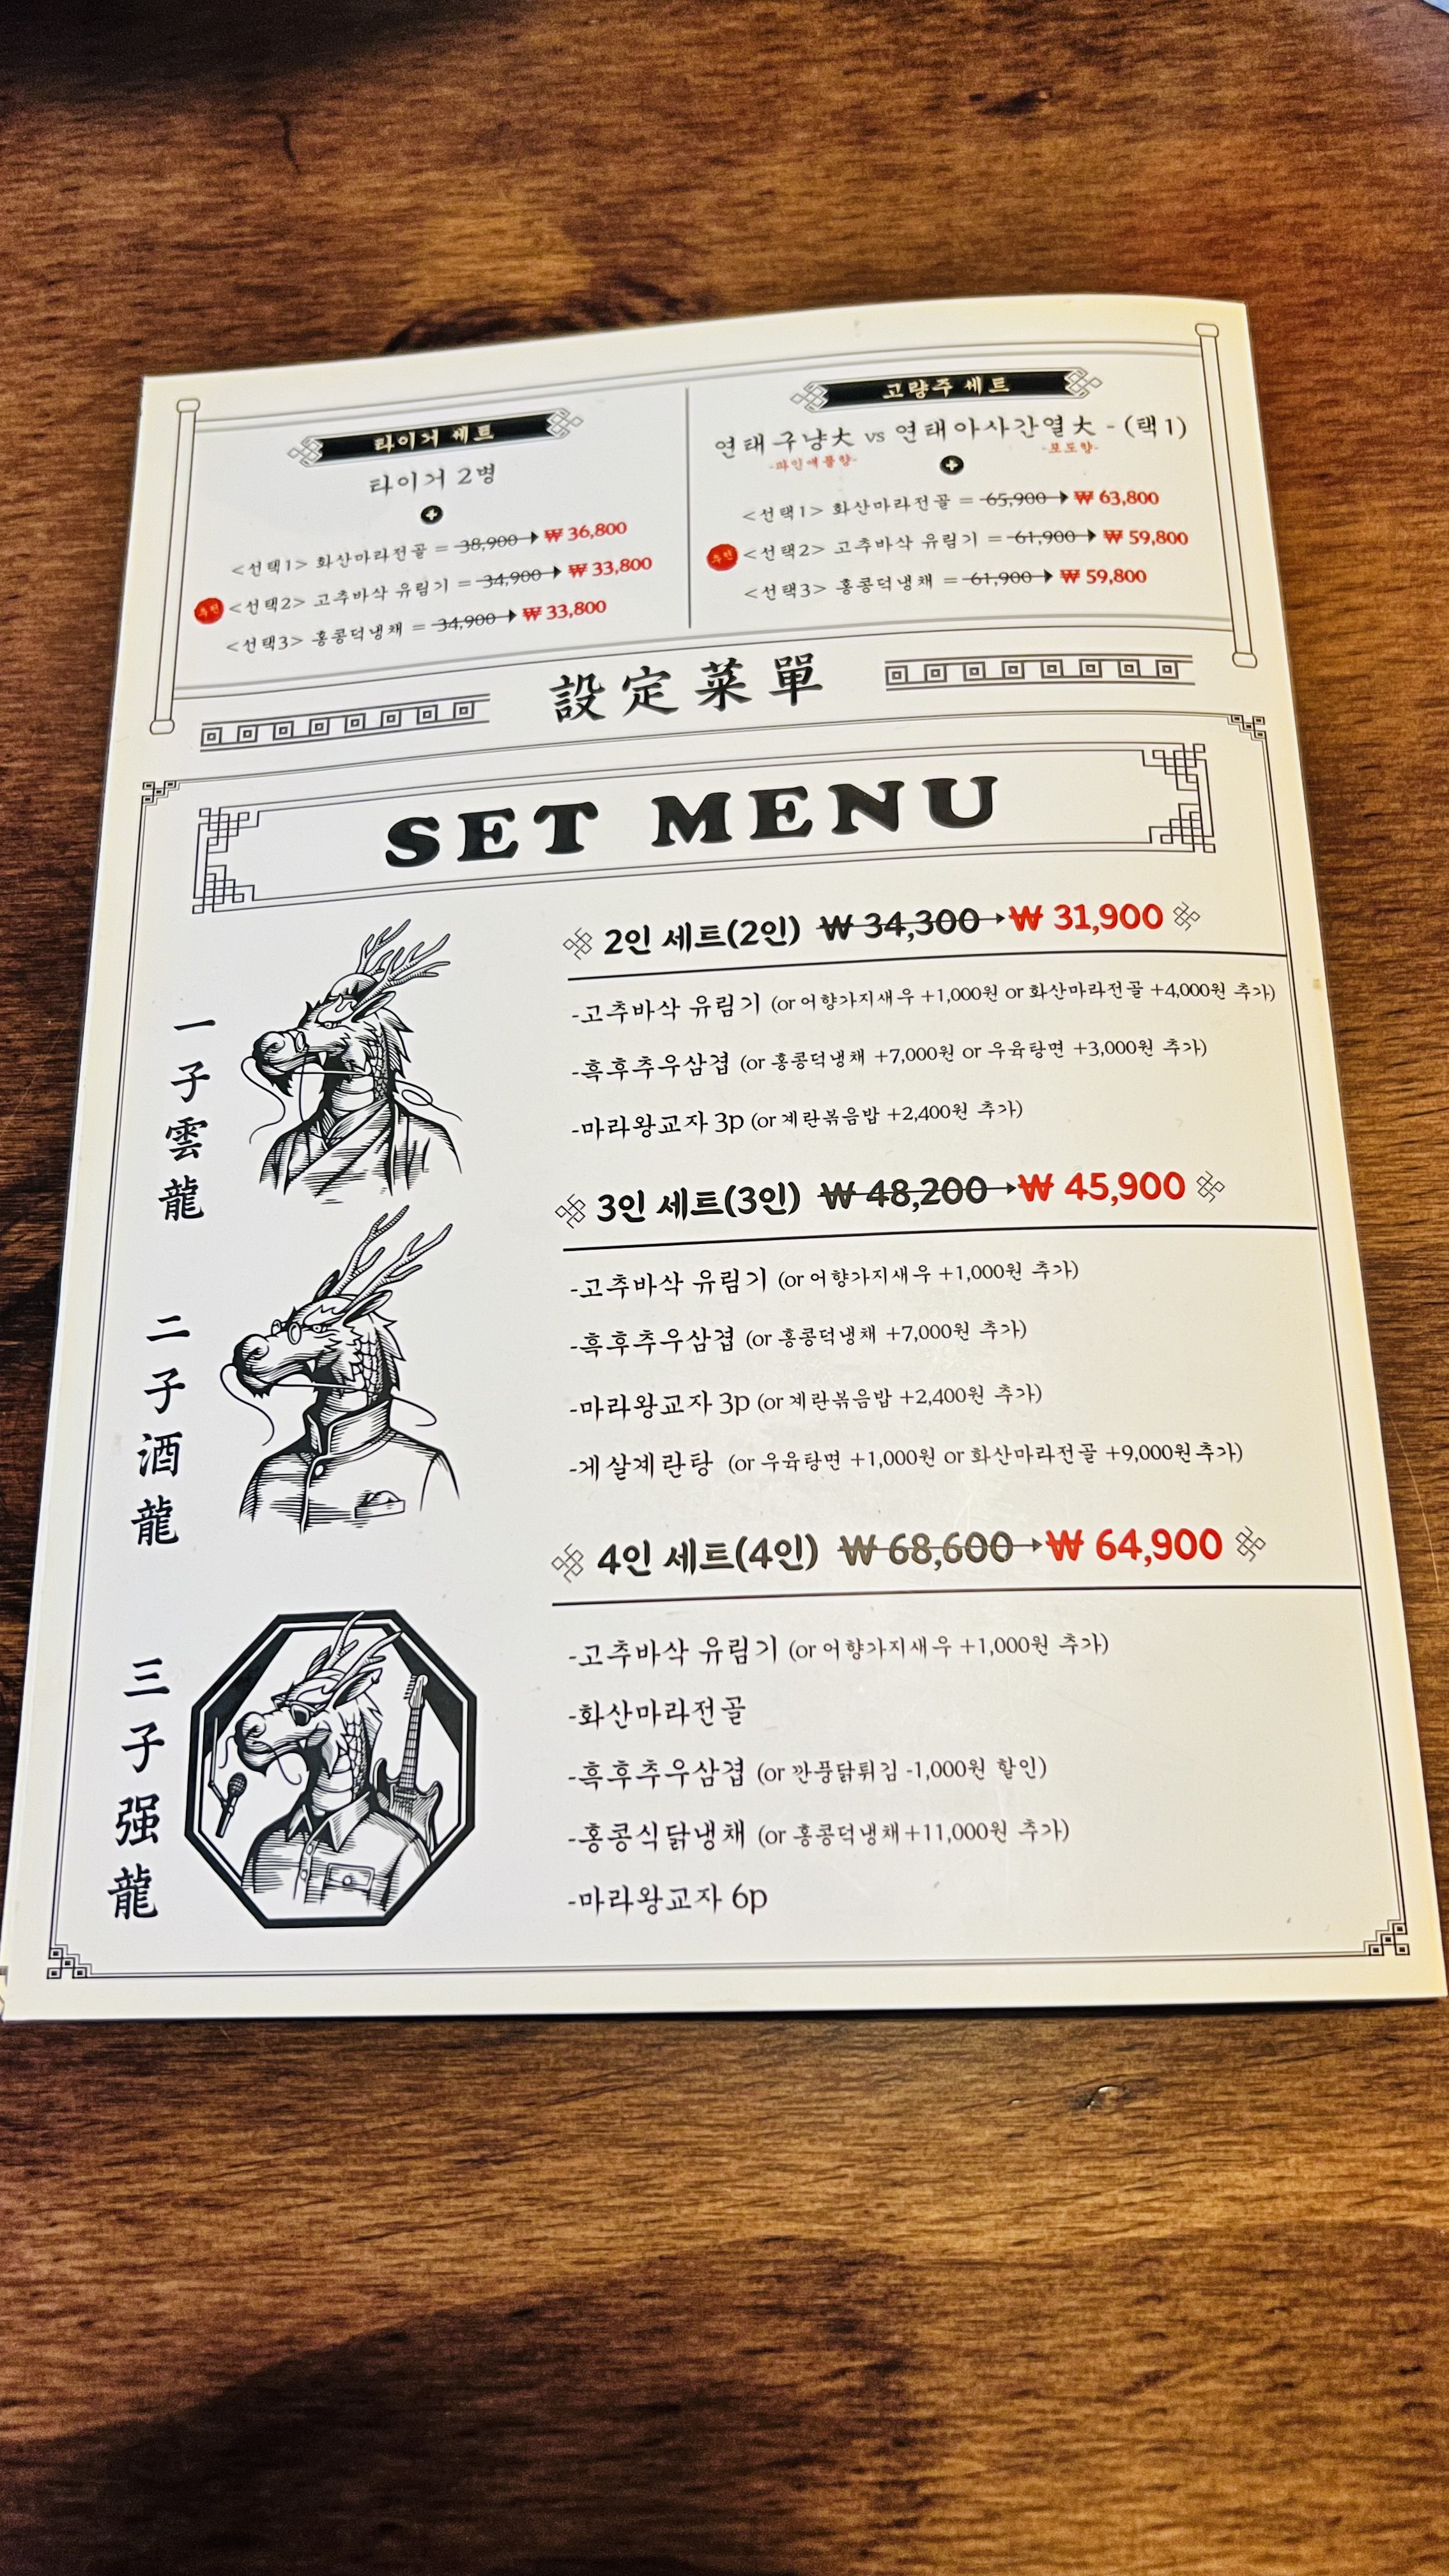 타이거 세트
타이거 2병
+
<선택1> 화산마라전골 = 38,900 → ₩ 36,800
추천 <선택2> 고추바삭 유림기 = 34,900 → ₩ 33,800
<선택3> 홍콩덕냉채 = 34,900 → ₩ 33,800
고량주 세트
연태구냥大 vs 연태아사간열大 - (택1)
-파인애플향- -포도향-
+
<선택1> 화산마라전골 = 65,900 → ₩ 63,800
추천 <선택2> 고추바삭 유림기 = 61,900 → ₩ 59,800
<선택3> 홍콩덕냉채 = 61,900 → ₩ 59,800
設定菜單
SET MENU
一子雲龍
2인 세트(2인) ₩ 34,300 → ₩ 31,900
-고추바삭 유림기 (or 어향가지새우 +1,000원 or 화산마라전골 +4,000원 추가)
-흑후추우삼겹 (or 홍콩덕냉채 +7,000원 or 우육탕면 +3,000원 추가)
-마라왕교자 3p (or 계란볶음밥 +2,400원 추가)
二子酒龍
3인 세트(3인) ₩ 48,200 → ₩ 45,900
-고추바삭 유림기 (or 어향가지새우 +1,000원 추가)
-흑후추우삼겹 (or 홍콩덕냉채 +7,000원 추가)
-마라왕교자 3p (or 계란볶음밥 +2,400원 추가)
-게살계란탕 (or 우육탕면 +1,000원 or 화산마라전골 +9,000원추가)
三子强龍
4인 세트(4인) ₩ 68,600 → ₩ 64,900
-고추바삭 유림기 (or 어향가지새우 +1,000원 추가)
-화산마라전골
-흑후추우삼겹 (or 깐풍닭튀김 -1,000원 할인)
-홍콩식닭냉채 (or 홍콩덕냉채+11,000원 추가)
-마라왕교자 6p